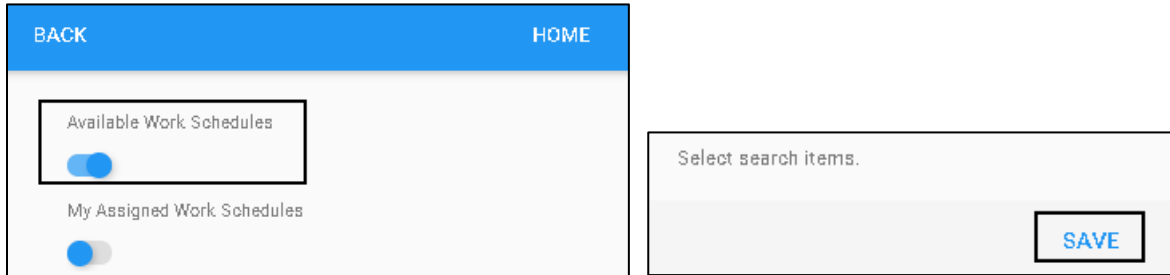 BACK HOME
Available Work Schedules
My Assigned Work Schedules
Select search items.
SAVE